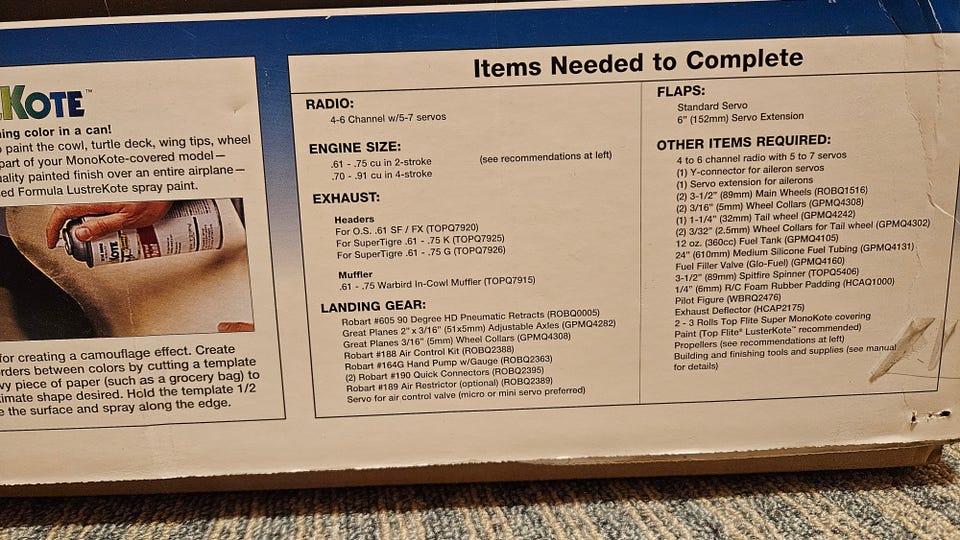 KOTE™
ing color in a can!
paint the cowl, turtle deck, wing tips, wheel
part of your MonoKote-covered model—
ality painted finish over an entire airplane—
ed Formula LustreKote spray paint.
KOTE
for creating a camouflage effect. Create
rders between colors by cutting a template
vy piece of paper (such as a grocery bag) to
imate shape desired. Hold the template 1/2
e the surface and spray along the edge.
Items Needed to Complete
RADIO:
4-6 Channel w/5-7 servos
ENGINE SIZE:
.61 - .75 cu in 2-stroke (see recommendations at left)
.70 - .91 cu in 4-stroke
EXHAUST:
Headers
For O.S. .61 SF / FX (TOPQ7920)
For SuperTigre .61 - .75 K (TOPQ7925)
For SuperTigre .61 - .75 G (TOPQ7926)
Muffler
.61 - .75 Warbird In-Cowl Muffler (TOPQ7915)
LANDING GEAR:
Robart #605 90 Degree HD Pneumatic Retracts (ROBQ0005)
Great Planes 2" x 3/16" (51x5mm) Adjustable Axles (GPMQ4282)
Great Planes 3/16" (5mm) Wheel Collars (GPMQ4308)
Robart #188 Air Control Kit (ROBQ2388)
Robart #164G Hand Pump w/Gauge (ROBQ2363)
(2) Robart #190 Quick Connectors (ROBQ2395)
Robart #189 Air Restrictor (optional) (ROBQ2389)
Servo for air control valve (micro or mini servo preferred)
FLAPS:
Standard Servo
6" (152mm) Servo Extension
OTHER ITEMS REQUIRED:
4 to 6 channel radio with 5 to 7 servos
(1) Y-connector for aileron servos
(1) Servo extension for ailerons
(2) 3-1/2" (89mm) Main Wheels (ROBQ1516)
(2) 3/16" (5mm) Wheel Collars (GPMQ4308)
(1) 1-1/4" (32mm) Tail wheel (GPMQ4242)
(2) 3/32" (2.5mm) Wheel Collars for Tail wheel (GPMQ4302)
12 oz. (360cc) Fuel Tank (GPMQ4105)
24" (610mm) Medium Silicone Fuel Tubing (GPMQ4131)
Fuel Filler Valve (Glo-Fuel) (GPMQ4160)
3-1/2" (89mm) Spitfire Spinner (TOPQ5406)
1/4" (6mm) R/C Foam Rubber Padding (HCAQ1000)
Pilot Figure (WBRQ2476)
Exhaust Deflector (HCAP2175)
2 - 3 Rolls Top Flite Super MonoKote covering
Paint (Top Flite® LusterKote™ recommended)
Propellers (see recommendations at left)
Building and finishing tools and supplies (see manual
for details)